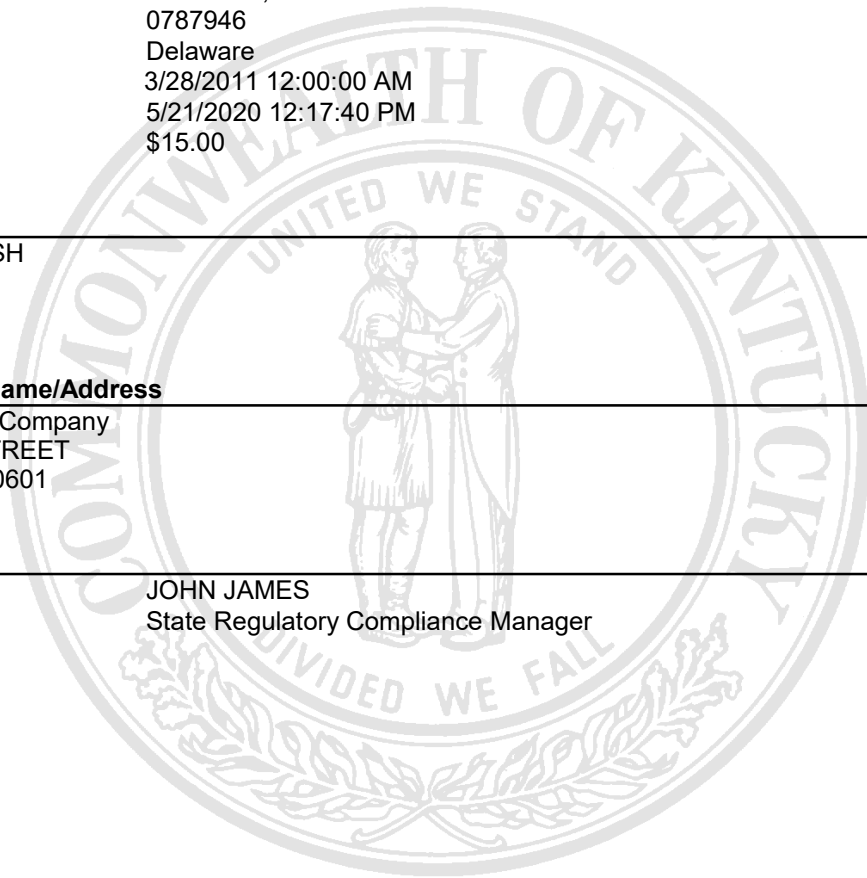 0787946
Delaware
3/28/2011 12:00:00 AM
5/21/2020 12:17:40 PM
$15.00
SH
ame/Address
Company
REET
0601
JOHN JAMES
State Regulatory Compliance Manager
COMMONWEALTH OF KENTUCKY
UNITED WE STAND
DIVIDED WE FALL